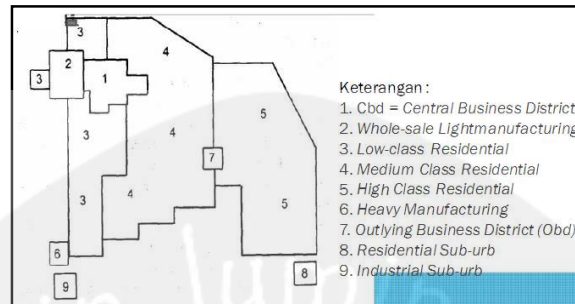 3
4
2
1
3
Keterangan :
1. Cbd = Central Business District
2. Whole-sale Lightmanufacturing
3. Low-class Residential
4. Medium Class Residential
5. High Class Residential
6. Heavy Manufacturing
7. Outlying Business District (Obd)
8. Residential Sub-urb
9. Industrial Sub-urb
5
3
4
7
3
4
5
6
9
8